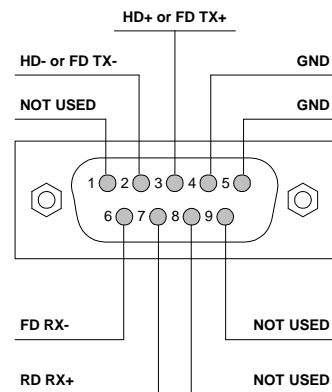 HD+ or FD TX+
HD- or FD TX- GND
NOT USED GND
1 2 3 4 5
6 7 8 9
FD RX- NOT USED
RD RX+ NOT USED